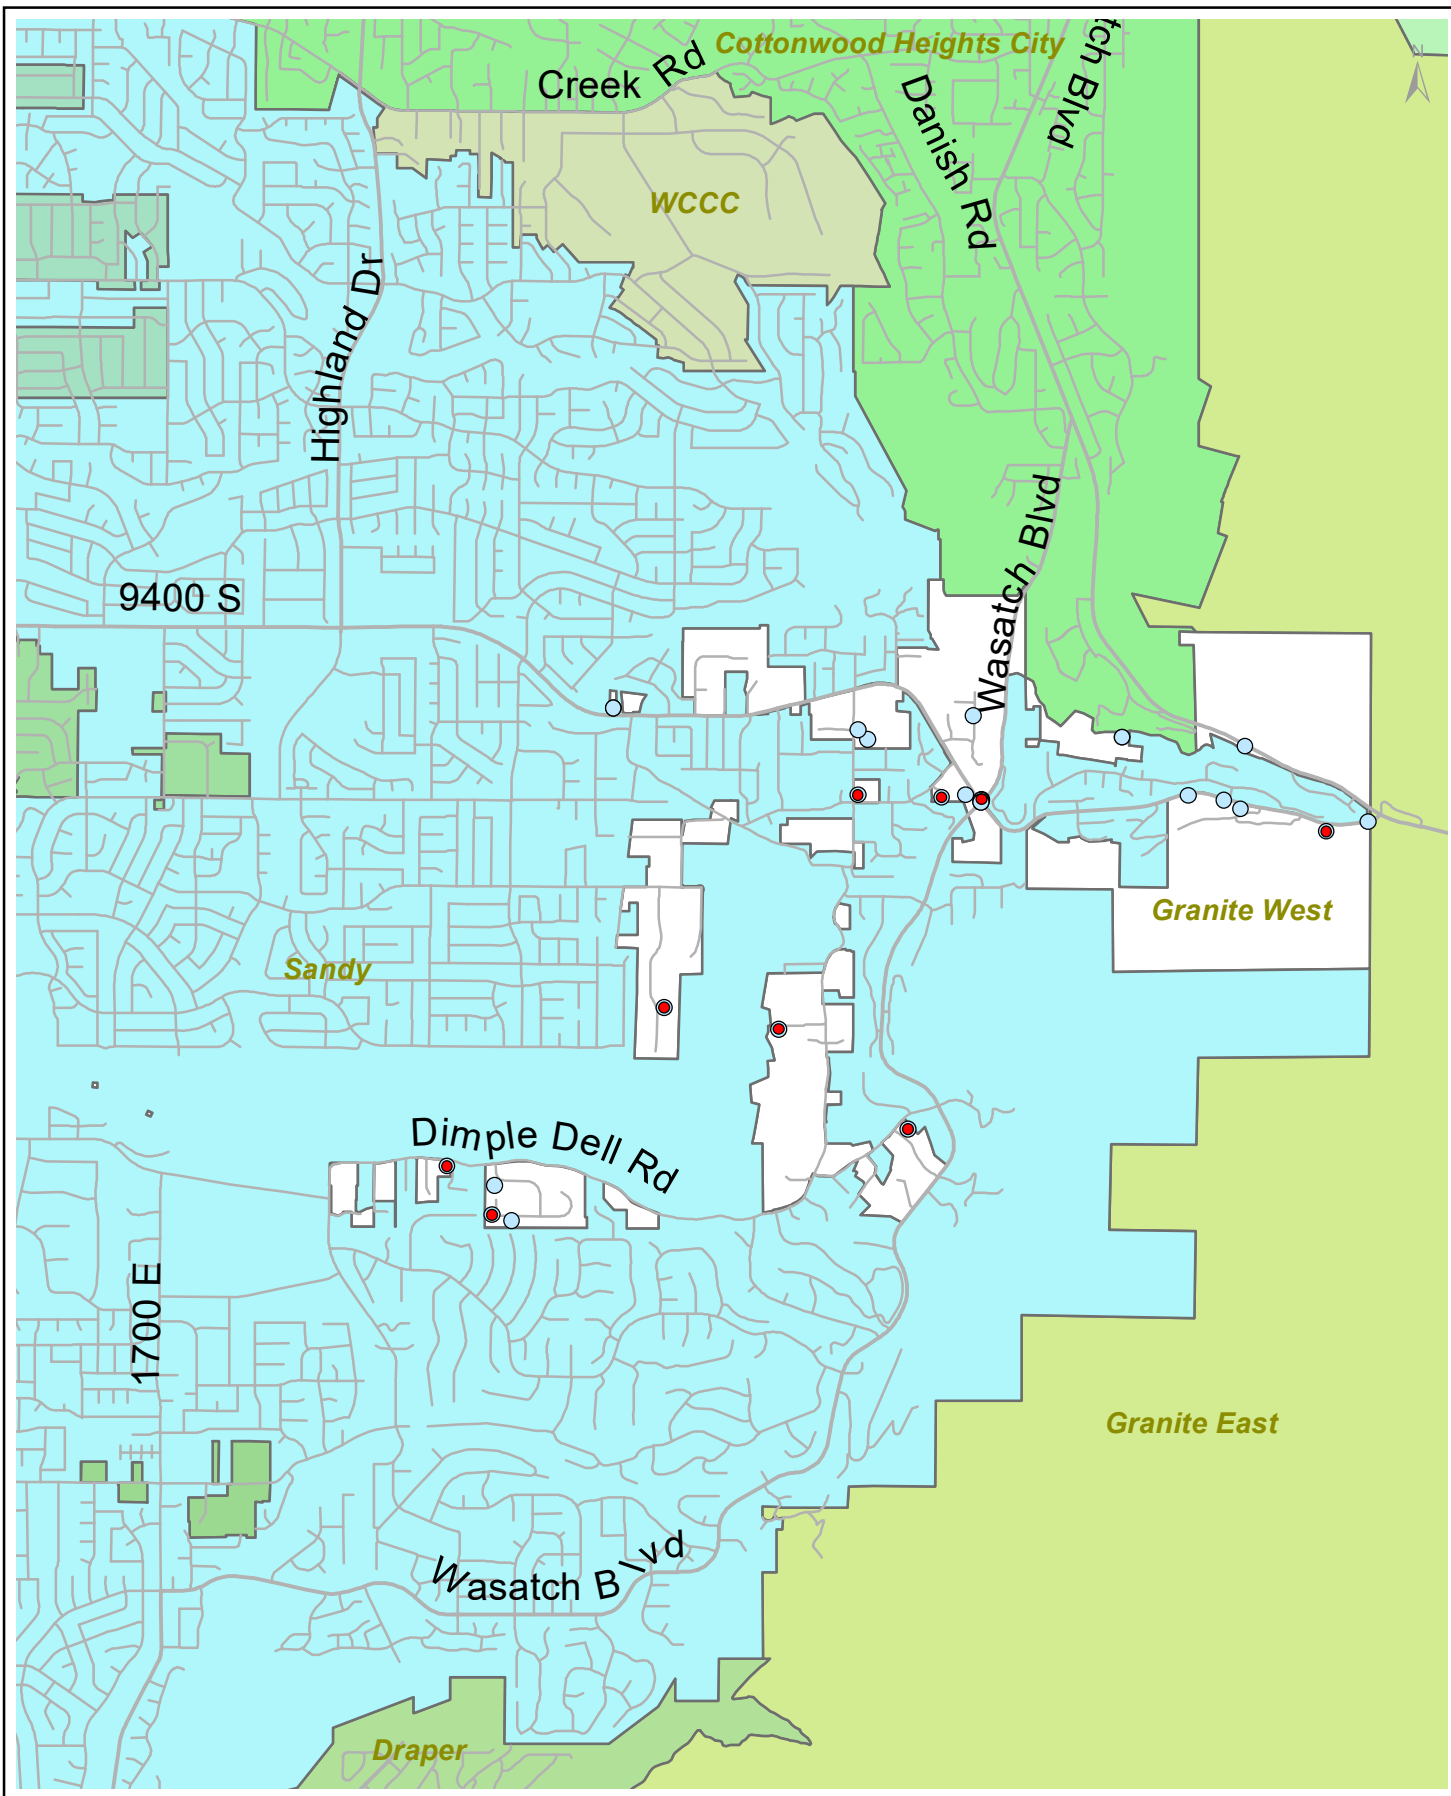 Cottonwood Heights City
tch Blvd
Creek Rd
Danish Rd
N
WCCC
Highland Dr
Wasatch Blvd
9400 S
Granite West
Sandy
Dimple Dell Rd
1700 E
Granite East
Wasatch Blvd
Draper